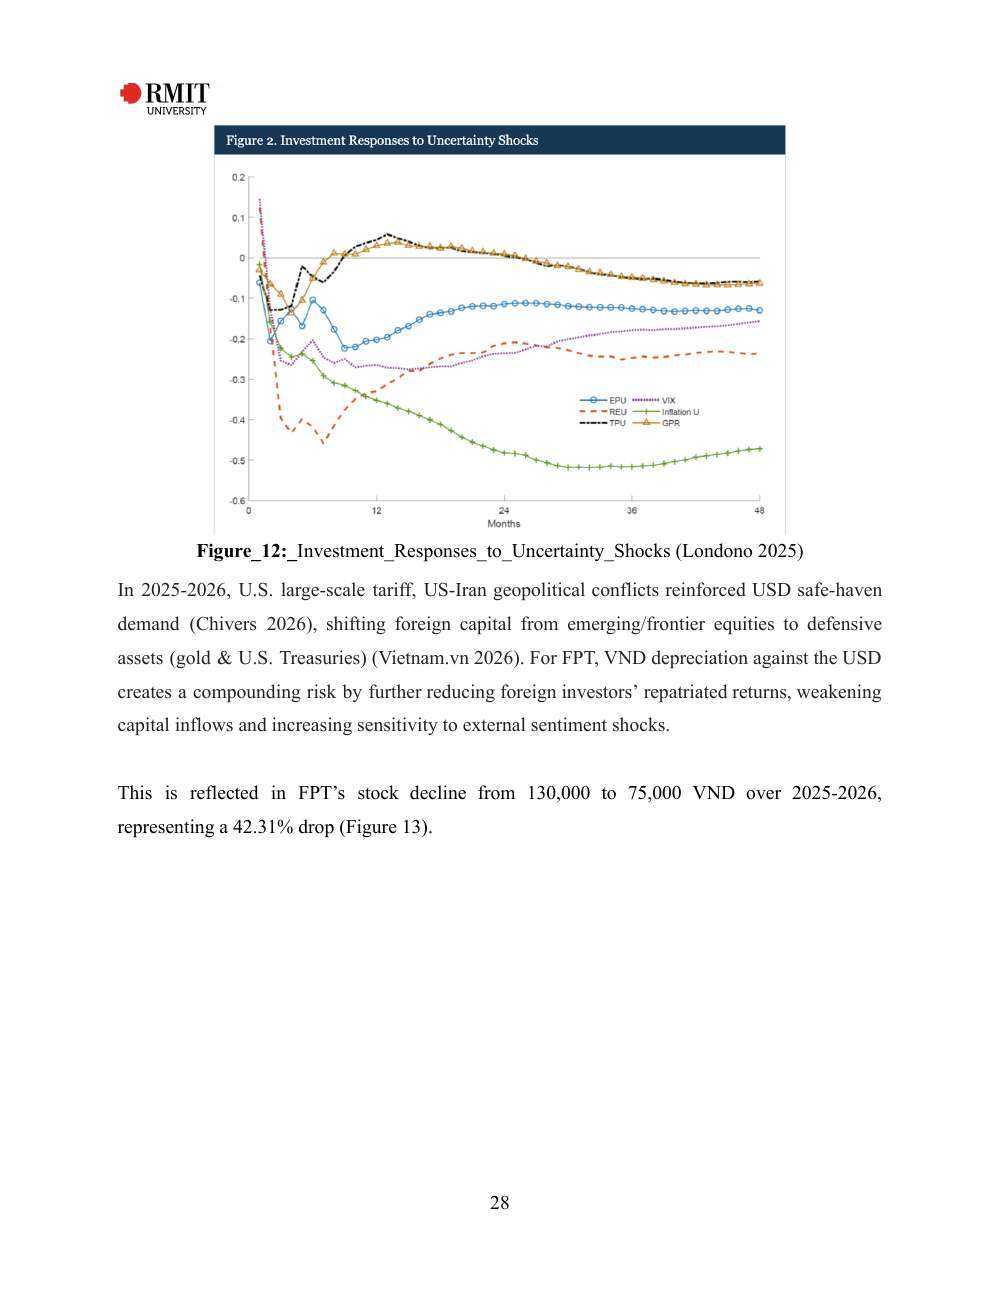 RMIT
UNIVERSITY
Figure 2. Investment Responses to Uncertainty Shocks
0.2
0.1
0
-0.1
-0.2
-0.3
-0.4
-0.5
-0.6
0 12 24 36 48
Months
EPU VIX
REU Inflation U
TPU GPR
Figure_12:_Investment_Responses_to_Uncertainty_Shocks (Londono 2025)
In 2025-2026, U.S. large-scale tariff, US-Iran geopolitical conflicts reinforced USD safe-haven
demand (Chivers 2026), shifting foreign capital from emerging/frontier equities to defensive
assets (gold & U.S. Treasuries) (Vietnam.vn 2026). For FPT, VND depreciation against the USD
creates a compounding risk by further reducing foreign investors’ repatriated returns, weakening
capital inflows and increasing sensitivity to external sentiment shocks.
This is reflected in FPT’s stock decline from 130,000 to 75,000 VND over 2025-2026,
representing a 42.31% drop (Figure 13).
28